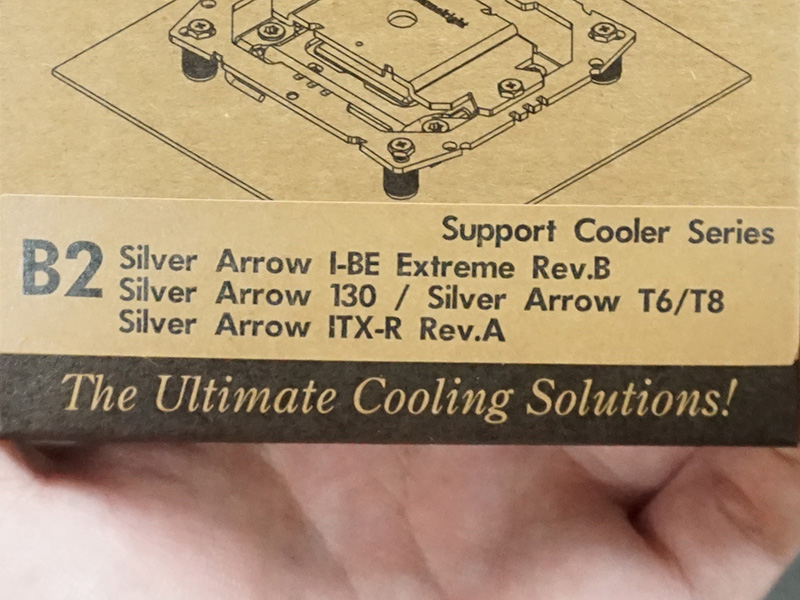 Support Cooler Series
B2
Silver Arrow I-BE Extreme Rev.B
Silver Arrow 130 / Silver Arrow T6/T8
Silver Arrow ITX-R Rev.A
The Ultimate Cooling Solutions!